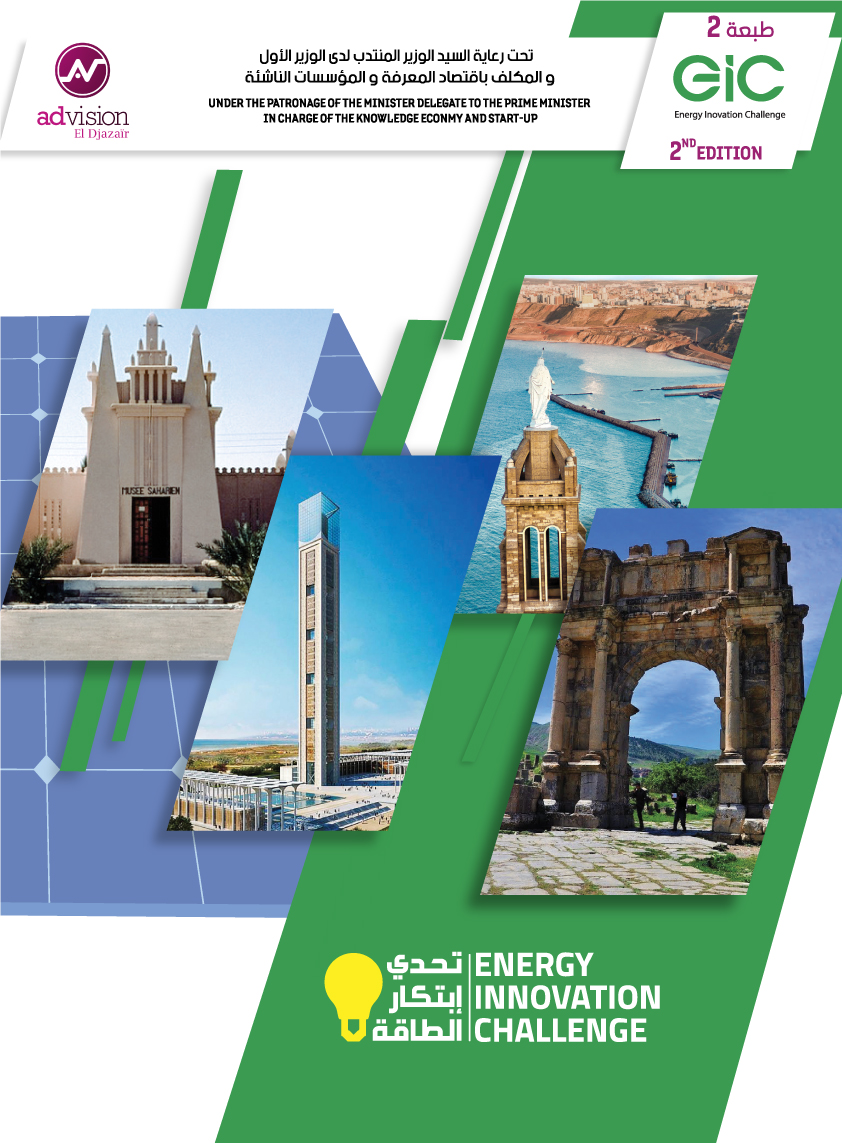 advision
El Djazaïr
تحت رعاية السيد الوزير المنتدب لدى الوزير الأول
و المكلف باقتصاد المعرفة و المؤسسات الناشئة
UNDER THE PATRONAGE OF THE MINISTER DELEGATE TO THE PRIME MINISTER
IN CHARGE OF THE KNOWLEDGE ECONMY AND START-UP
طبعة 2
GiC
Energy Inovation Challenge
2ND EDITION
MUSEE SAHARIEN
تحدي
إبتكار
الطاقة
ENERGY
INNOVATION
CHALLENGE